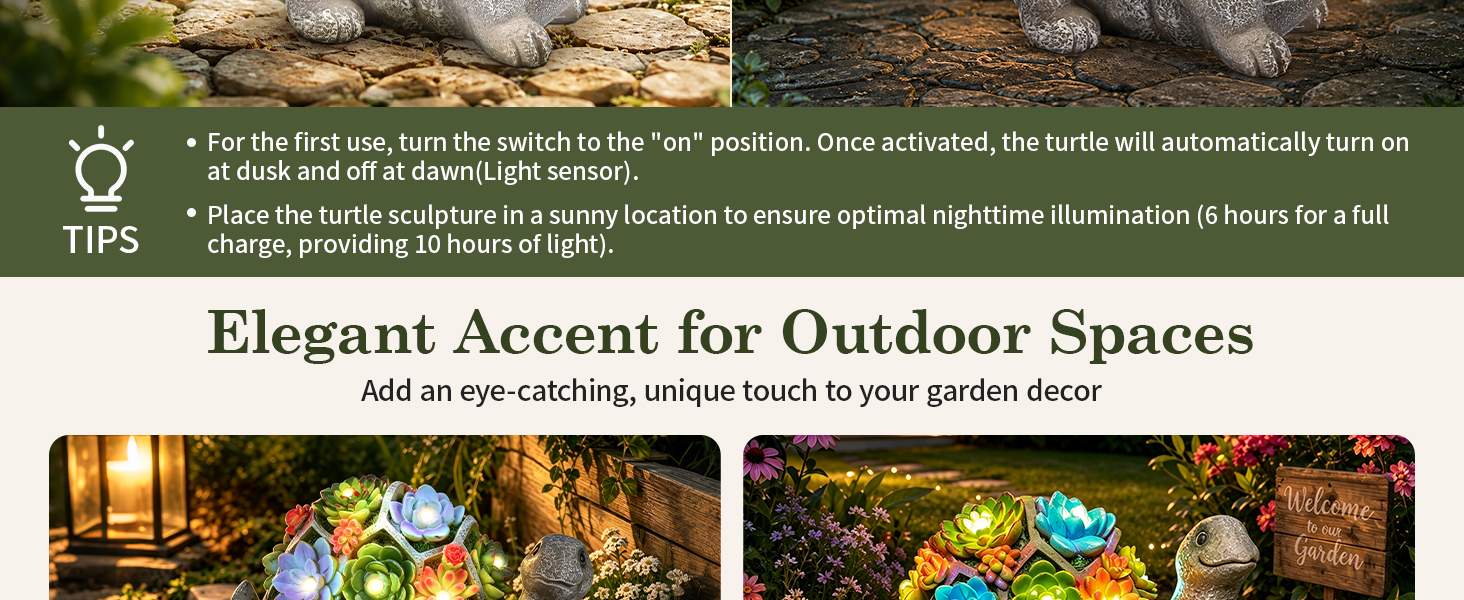 For the first use, turn the switch to the "on" position. Once activated, the turtle will automatically turn on
at dusk and off at dawn(Light sensor).
Place the turtle sculpture in a sunny location to ensure optimal nighttime illumination (6 hours for a full
charge, providing 10 hours of light).
TIPS
Elegant Accent for Outdoor Spaces
Add an eye-catching, unique touch to your garden decor
Welcome
to our
Garden